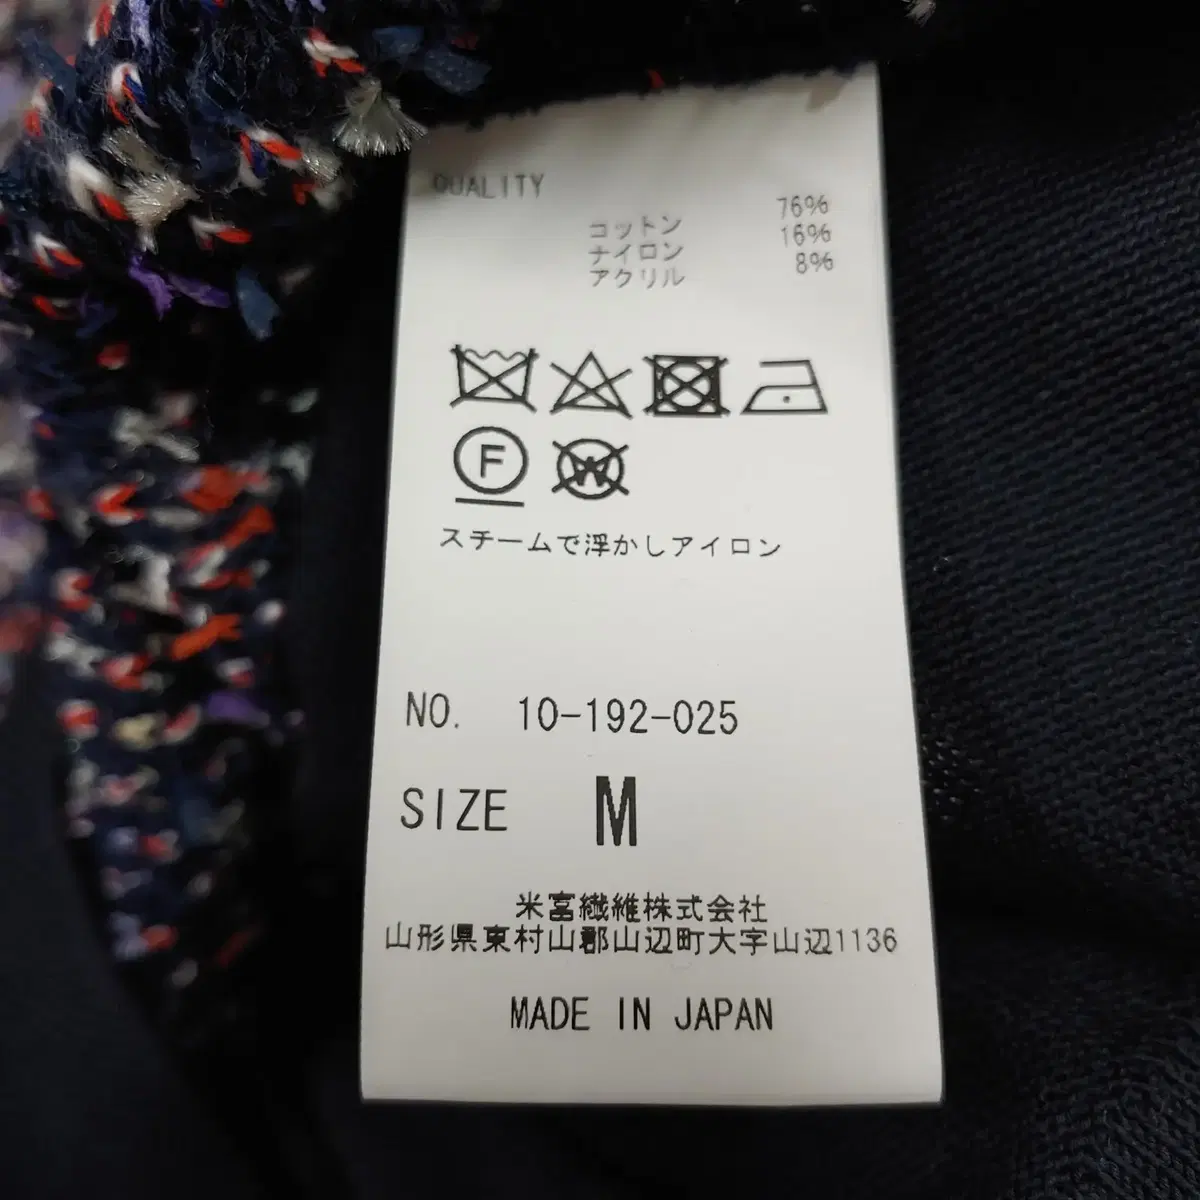 QUALITY
コットン 76%
ナイロン 16%
アクリル 8%
F
W
スチームで浮かしアイロン
NO. 10-192-025
SIZE M
米富繊維株式会社
山形県東村山郡山辺町大字山辺1136
MADE IN JAPAN